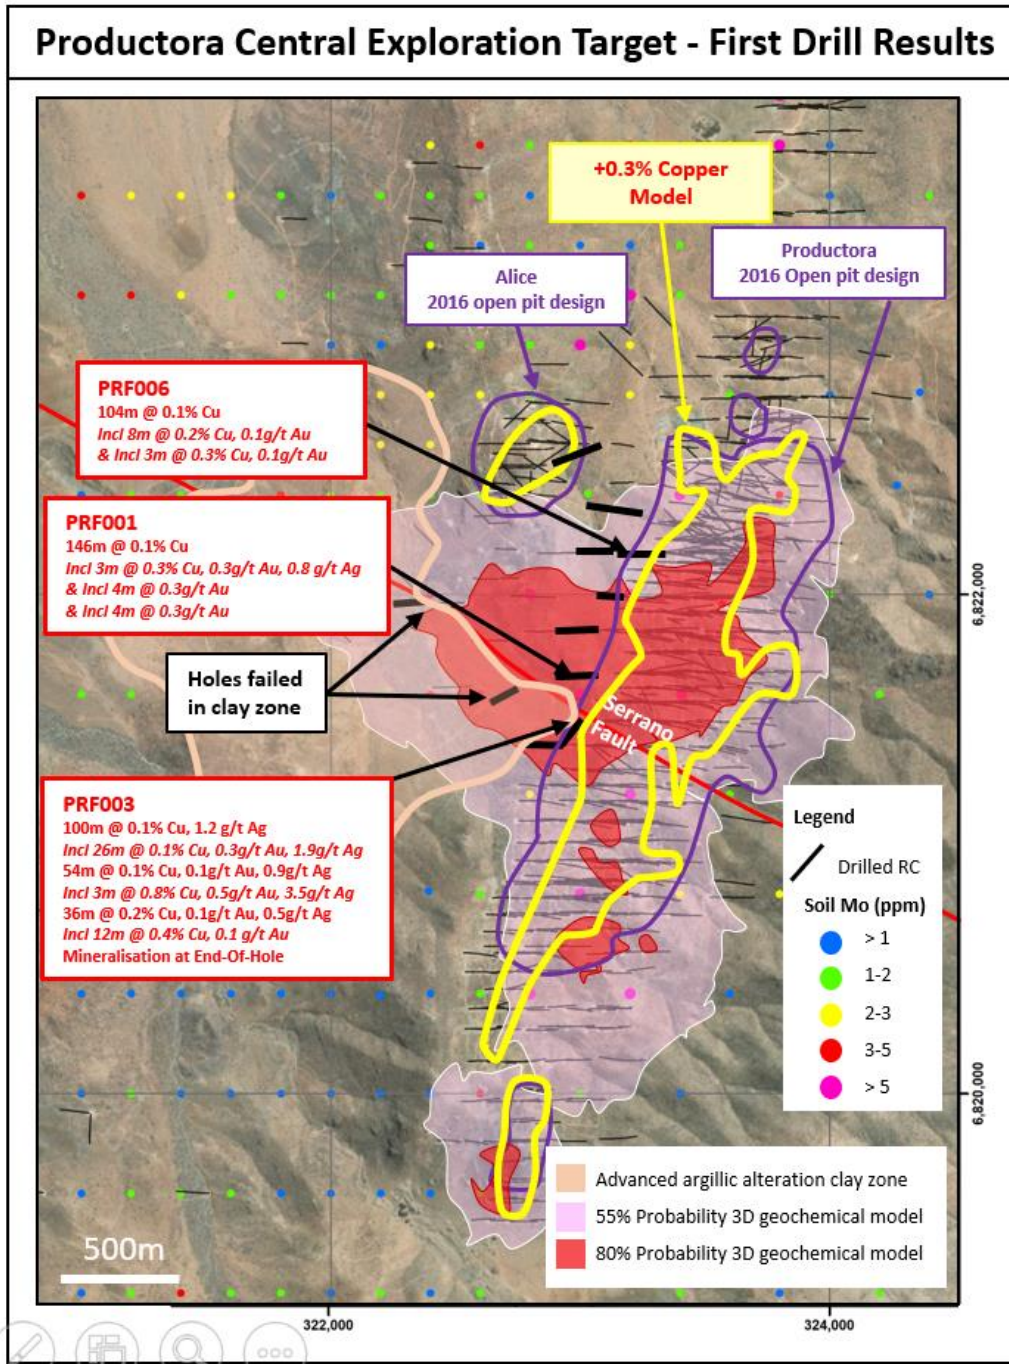 Productora Central Exploration Target - First Drill Results
+0.3% Copper
Model
Alice
2016 open pit design
Productora
2016 Open pit design
PRF006
104m @ 0.1% Cu
Incl 8m @ 0.2% Cu, 0.1g/t Au
& Incl 3m @ 0.3% Cu, 0.1g/t Au
PRF001
146m @ 0.1% Cu
Incl 3m @ 0.3% Cu, 0.3g/t Au, 0.8 g/t Ag
& Incl 4m @ 0.3g/t Au
& Incl 4m @ 0.3g/t Au
6,822,000
Holes failed
in clay zone
Serrano
Fault
PRF003
100m @ 0.1% Cu, 1.2 g/t Ag
Incl 26m @ 0.1% Cu, 0.3g/t Au, 1.9g/t Ag
54m @ 0.1% Cu, 0.1g/t Au, 0.9g/t Ag
Incl 3m @ 0.8% Cu, 0.5g/t Au, 3.5g/t Ag
36m @ 0.2% Cu, 0.1g/t Au, 0.5g/t Ag
Incl 12m @ 0.4% Cu, 0.1 g/t Au
Mineralisation at End-Of-Hole
Legend
Drilled RC
Soil Mo (ppm)
> 1
1-2
2-3
3-5
> 5
6,820,000
Advanced argillic alteration clay zone
55% Probability 3D geochemical model
80% Probability 3D geochemical model
500m
322,000
324,000